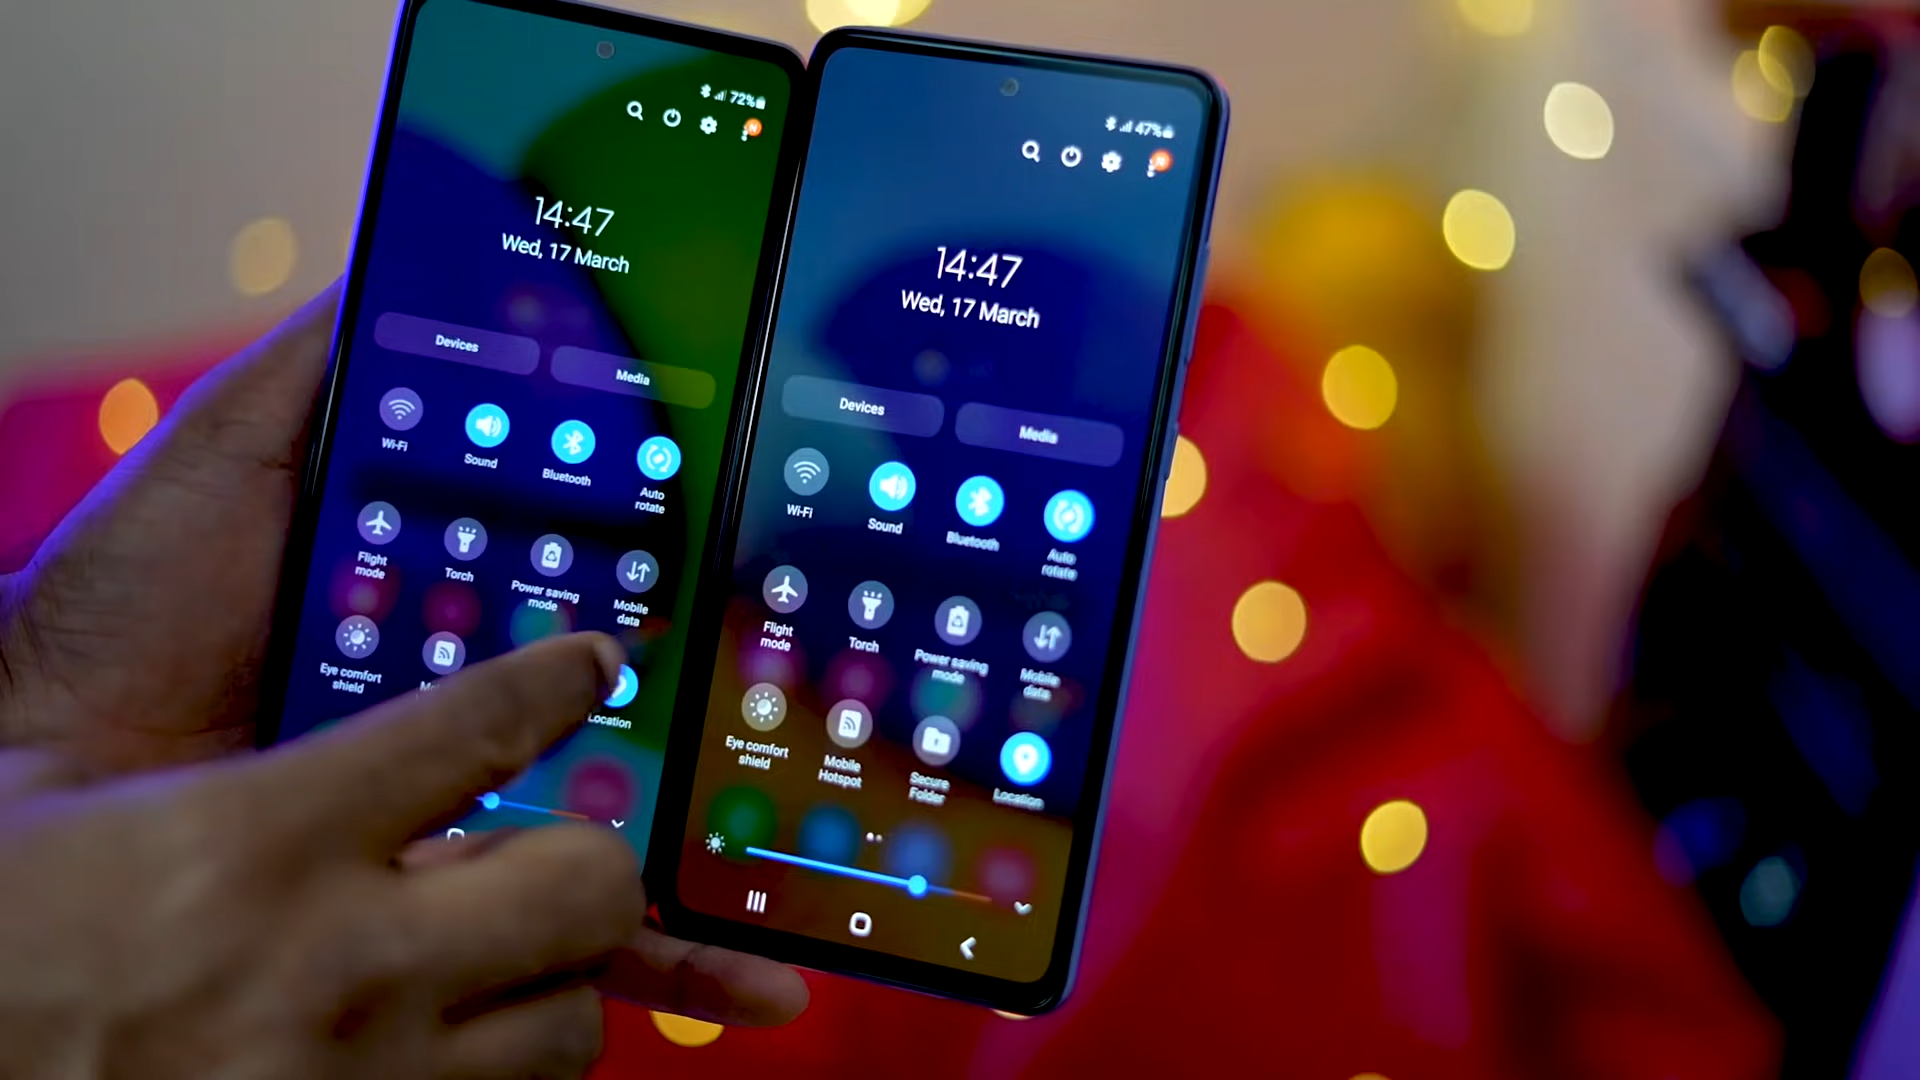 72%
N
14:47
Wed, 17 March
Devices
Media
Wi-Fi
Sound
Bluetooth
Auto
rotate
Flight
mode
Torch
Power saving
mode
Mobile
data
Eye comfort
shield
Location
47%
N
14:47
Wed, 17 March
Devices
Media
Wi-Fi
Sound
Bluetooth
Auto
rotate
Flight
mode
Torch
Power saving
mode
Mobile
data
Eye comfort
shield
Mobile
Hotspot
Secure
Folder
Location